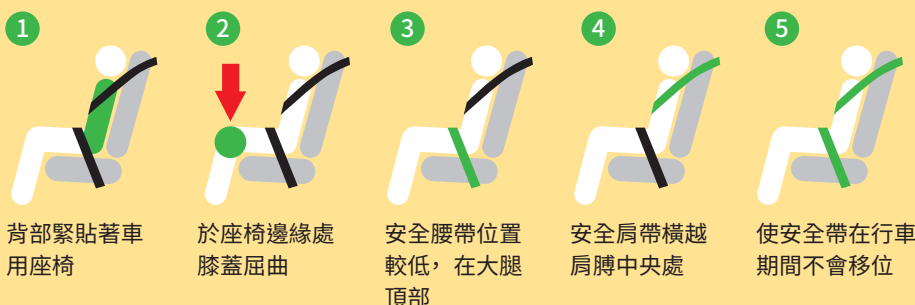 1
2
3
4
5
背部緊貼著車
用座椅
於座椅邊緣處
膝蓋屈曲
安全腰帶位置
較低，在大腿
頂部
安全肩帶橫越
肩膊中央處
使安全帶在行車
期間不會移位